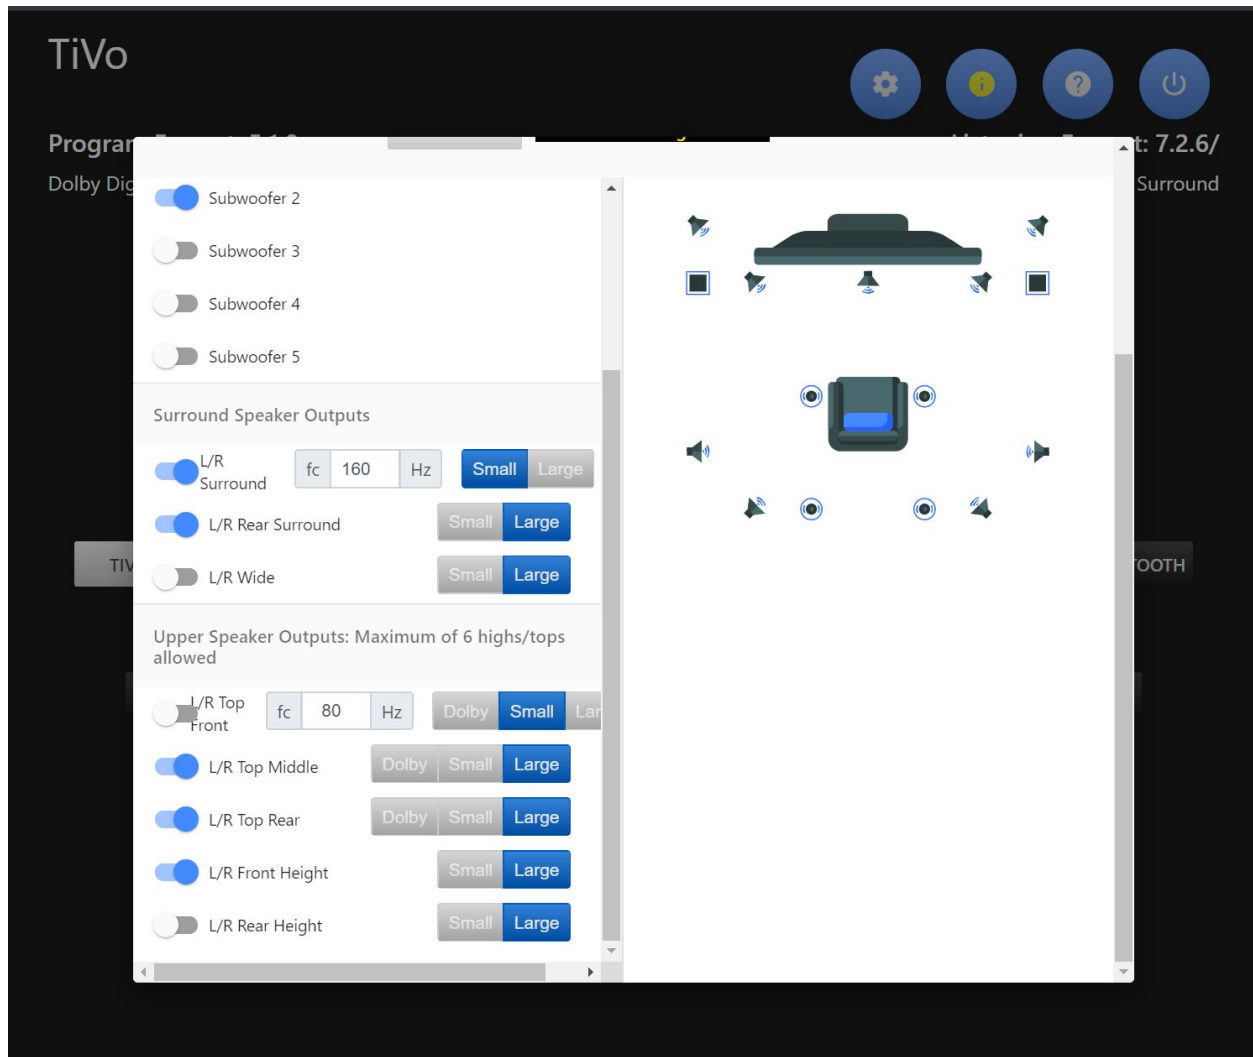 TiVo
Progra
t: 7.2.6/
Dolby Dig
Surround
Subwoofer 2
Subwoofer 3
Subwoofer 4
Subwoofer 5
Surround Speaker Outputs
L/R Surround fc 160 Hz Small Large
L/R Rear Surround Small Large
L/R Wide Small Large
TIV
OOTH
Upper Speaker Outputs: Maximum of 6 highs/tops
allowed
L/R Top Front fc 80 Hz Dolby Small Lar
L/R Top Middle Dolby Small Large
L/R Top Rear Dolby Small Large
L/R Front Height Small Large
L/R Rear Height Small Large